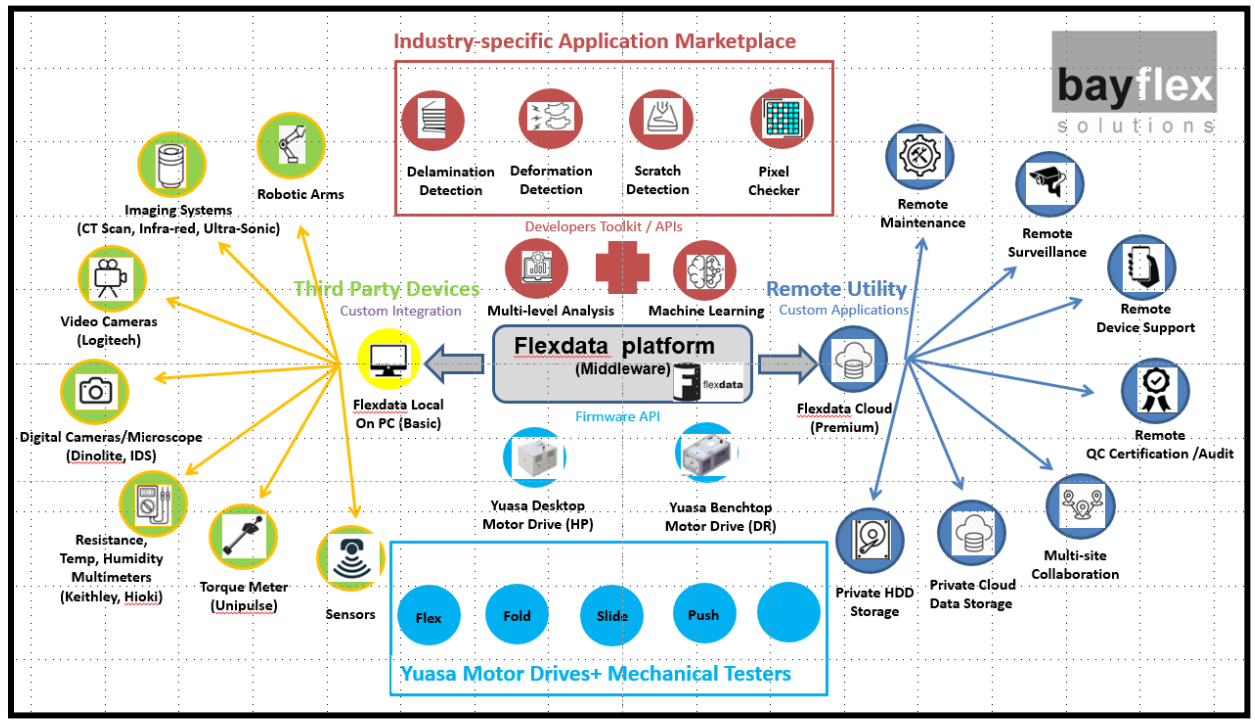 Industry-specific Application Marketplace
bayflex
solutions
Delamination
Detection
Deformation
Detection
Scratch
Detection
Pixel
Checker
Robotic Arms
Imaging Systems
(CT Scan, Infra-red, Ultra-Sonic)
Video Cameras
(Logitech)
Digital Cameras/Microscope
(Dinolite, IDS)
Resistance,
Temp, Humidity
Multimeters
(Keithley, Hioki)
Torque Meter
(Unipulse)
Sensors
Third Party Devices
Custom Integration
Flexdata Local
On PC (Basic)
Developers Toolkit / APIs
Multi-level Analysis
Machine Learning
Flexdata platform
(Middleware)
F
flexdata
Firmware API
Yuasa Desktop
Motor Drive (HP)
Yuasa Benchtop
Motor Drive (DR)
Remote Utility
Custom Applications
Flexdata Cloud
(Premium)
Remote
Maintenance
Remote
Surveillance
Remote
Device Support
Remote
QC Certification /Audit
Multi-site
Collaboration
Private Cloud
Data Storage
Private HDD
Storage
Flex
Fold
Slide
Push
Yuasa Motor Drives+ Mechanical Testers